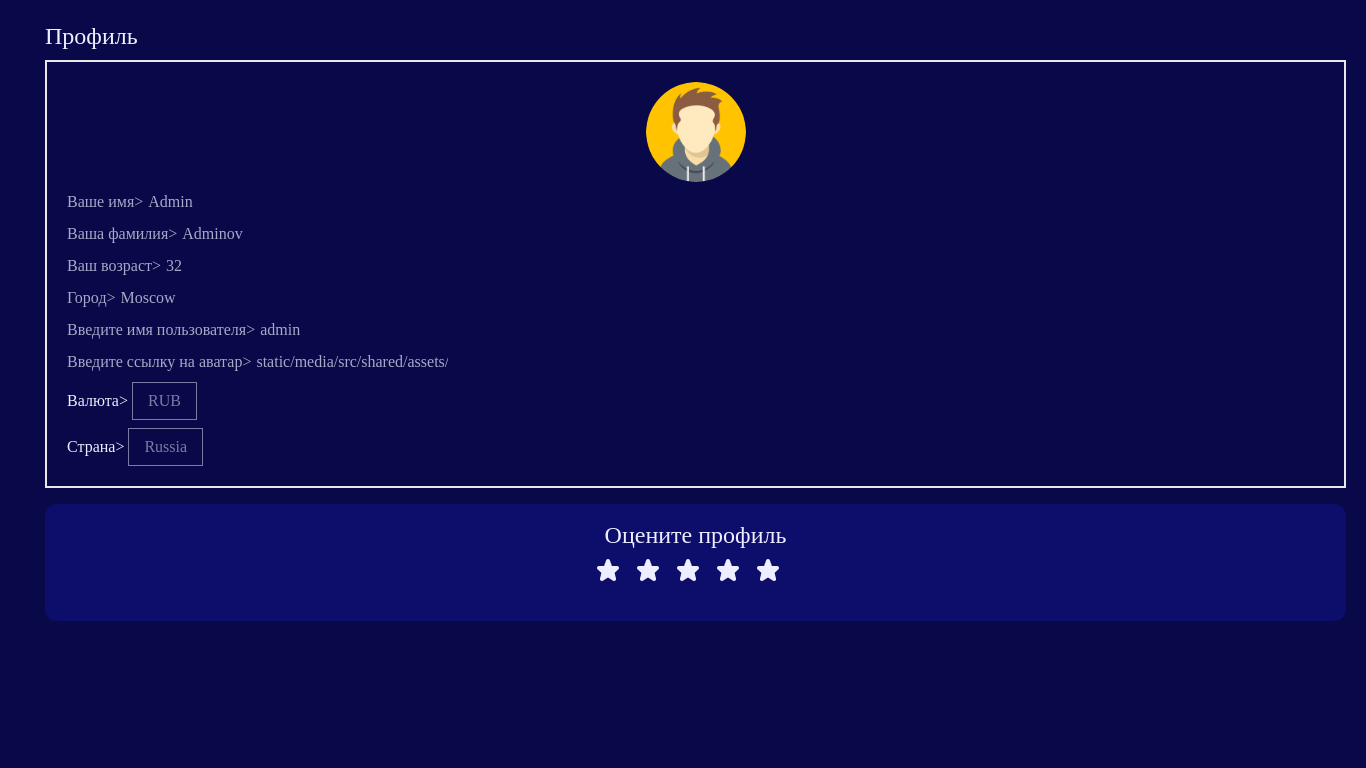 Профиль
Ваше имя> Admin
Ваша фамилия> Adminov
Ваш возраст> 32
Город> Moscow
Введите имя пользователя> admin
Введите ссылку на аватар> static/media/src/shared/assets/
Валюта> RUB
Страна> Russia
Оцените профиль